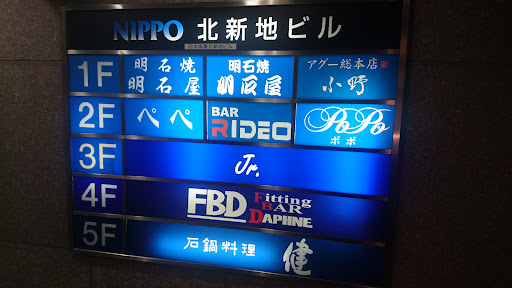 NIPPO 北新地ビル
1F 明石焼 明石焼 アグー総本店
明石屋 明石屋 小野
2F ぺぺ BAR RIDEO PoPo
ポポ
3F Jr.
4F FBD Fitting BAR DAPHNE
5F 石鍋料理 健